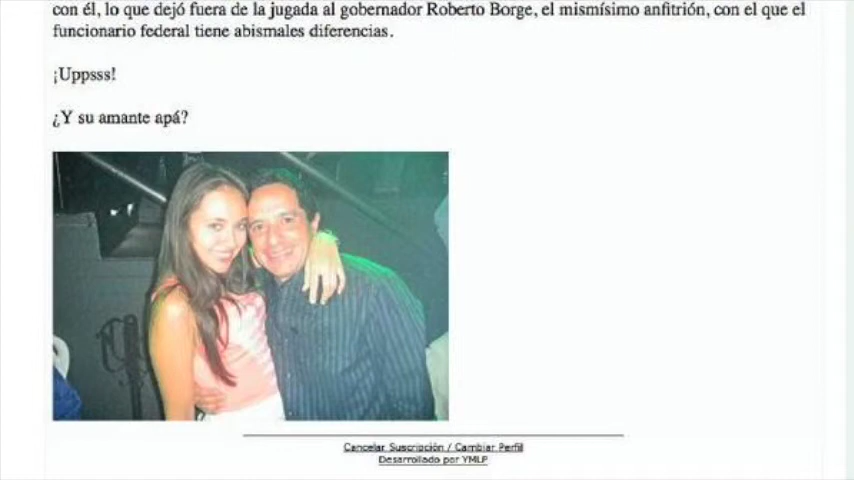 con él, lo que dejó fuera de la jugada al gobernador Roberto Borge, el mismísimo anfitrión, con el que el
funcionario federal tiene abismales diferencias.
¡Uppsss!
¿Y su amante apá?
Cancelar Suscripción / Cambiar Perfil
Desarrollado por YMLP